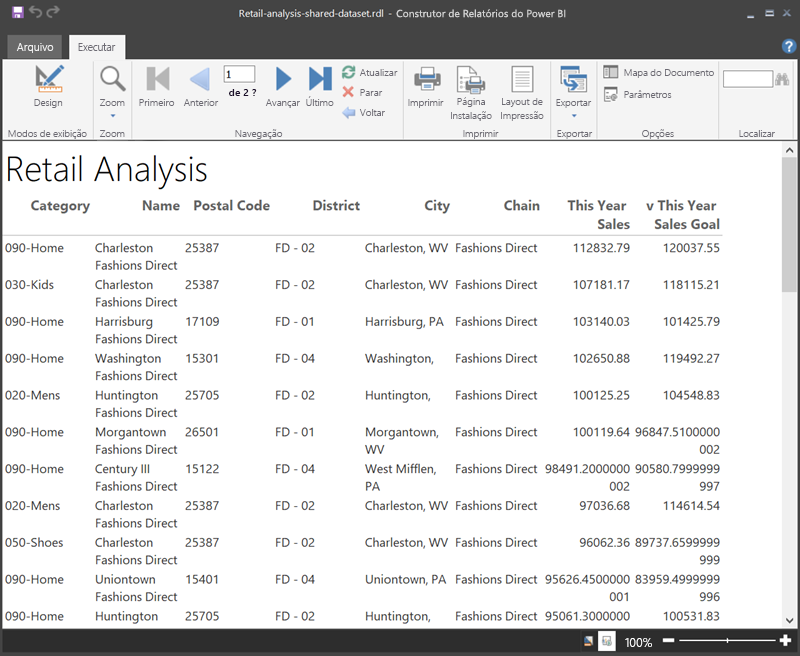 Retail-analysis-shared-dataset.rdl - Construtor de Relatórios do Power BI
Arquivo Executar ?
Design Zoom Primeiro Anterior 1 de 2 ? Avançar Último Atualizar Parar Voltar Imprimir Página Instalação Layout de Impressão Exportar Mapa do Documento Parâmetros
Modos de exibição Zoom Navegação Imprimir Exportar Opções Localizar
Retail Analysis
Category Name Postal Code District City Chain This Year v This Year
Sales Sales Goal
090-Home Charleston 25387 FD - 02 Charleston, WV Fashions Direct 112832.79 120037.55
Fashions Direct
030-Kids Charleston 25387 FD - 02 Charleston, WV Fashions Direct 107181.17 118115.21
Fashions Direct
090-Home Harrisburg 17109 FD - 01 Harrisburg, PA Fashions Direct 103140.03 101425.79
Fashions Direct
090-Home Washington 15301 FD - 04 Washington, Fashions Direct 102650.88 119492.27
Fashions Direct
020-Mens Huntington 25705 FD - 02 Huntington, Fashions Direct 100125.25 104548.83
Fashions Direct
090-Home Morgantown 26501 FD - 01 Morgantown, Fashions Direct 100119.64 96847.5100000
Fashions Direct WV 002
090-Home Century III 15122 FD - 04 West Mifflen, Fashions Direct 98491.2000000 90580.7999999
Fashions Direct PA 002 997
020-Mens Charleston 25387 FD - 02 Charleston, WV Fashions Direct 97036.68 114614.54
Fashions Direct
050-Shoes Charleston 25387 FD - 02 Charleston, WV Fashions Direct 96062.36 89737.6599999
Fashions Direct 999
090-Home Uniontown 15401 FD - 04 Uniontown, PA Fashions Direct 95626.4500000 83959.4999999
Fashions Direct 001 996
090-Home Huntington 25705 FD - 02 Huntington, Fashions Direct 95061.3000000 100531.83
100%